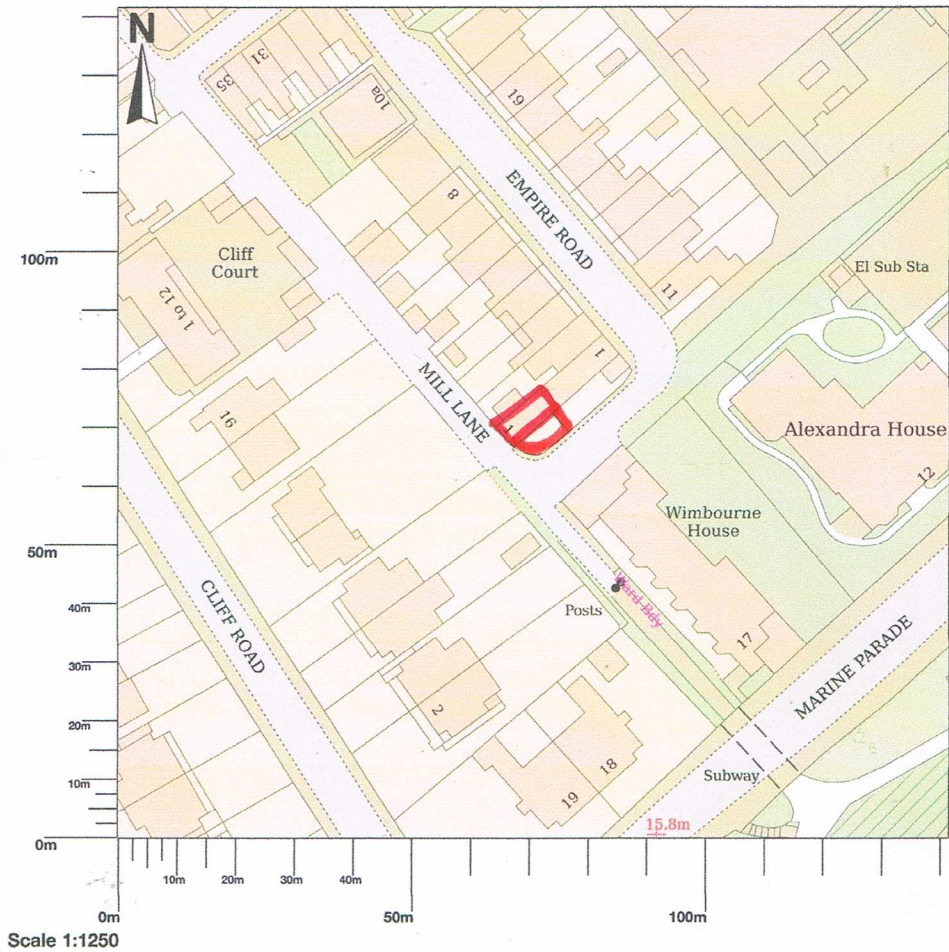 N
35
31
10a
19
8
EMPIRE ROAD
100m
Cliff
Court
El Sub Sta
11
1 to 12
1
MILL LANE
16
Alexandra House
12
Wimbourne
House
50m
Ward Bdy
CLIFF ROAD
40m
Posts
17
MARINE PARADE
30m
2
20m
18
Subway
10m
19
15.8m
0m
10m
20m
30m
40m
0m
50m
100m
Scale 1:1250